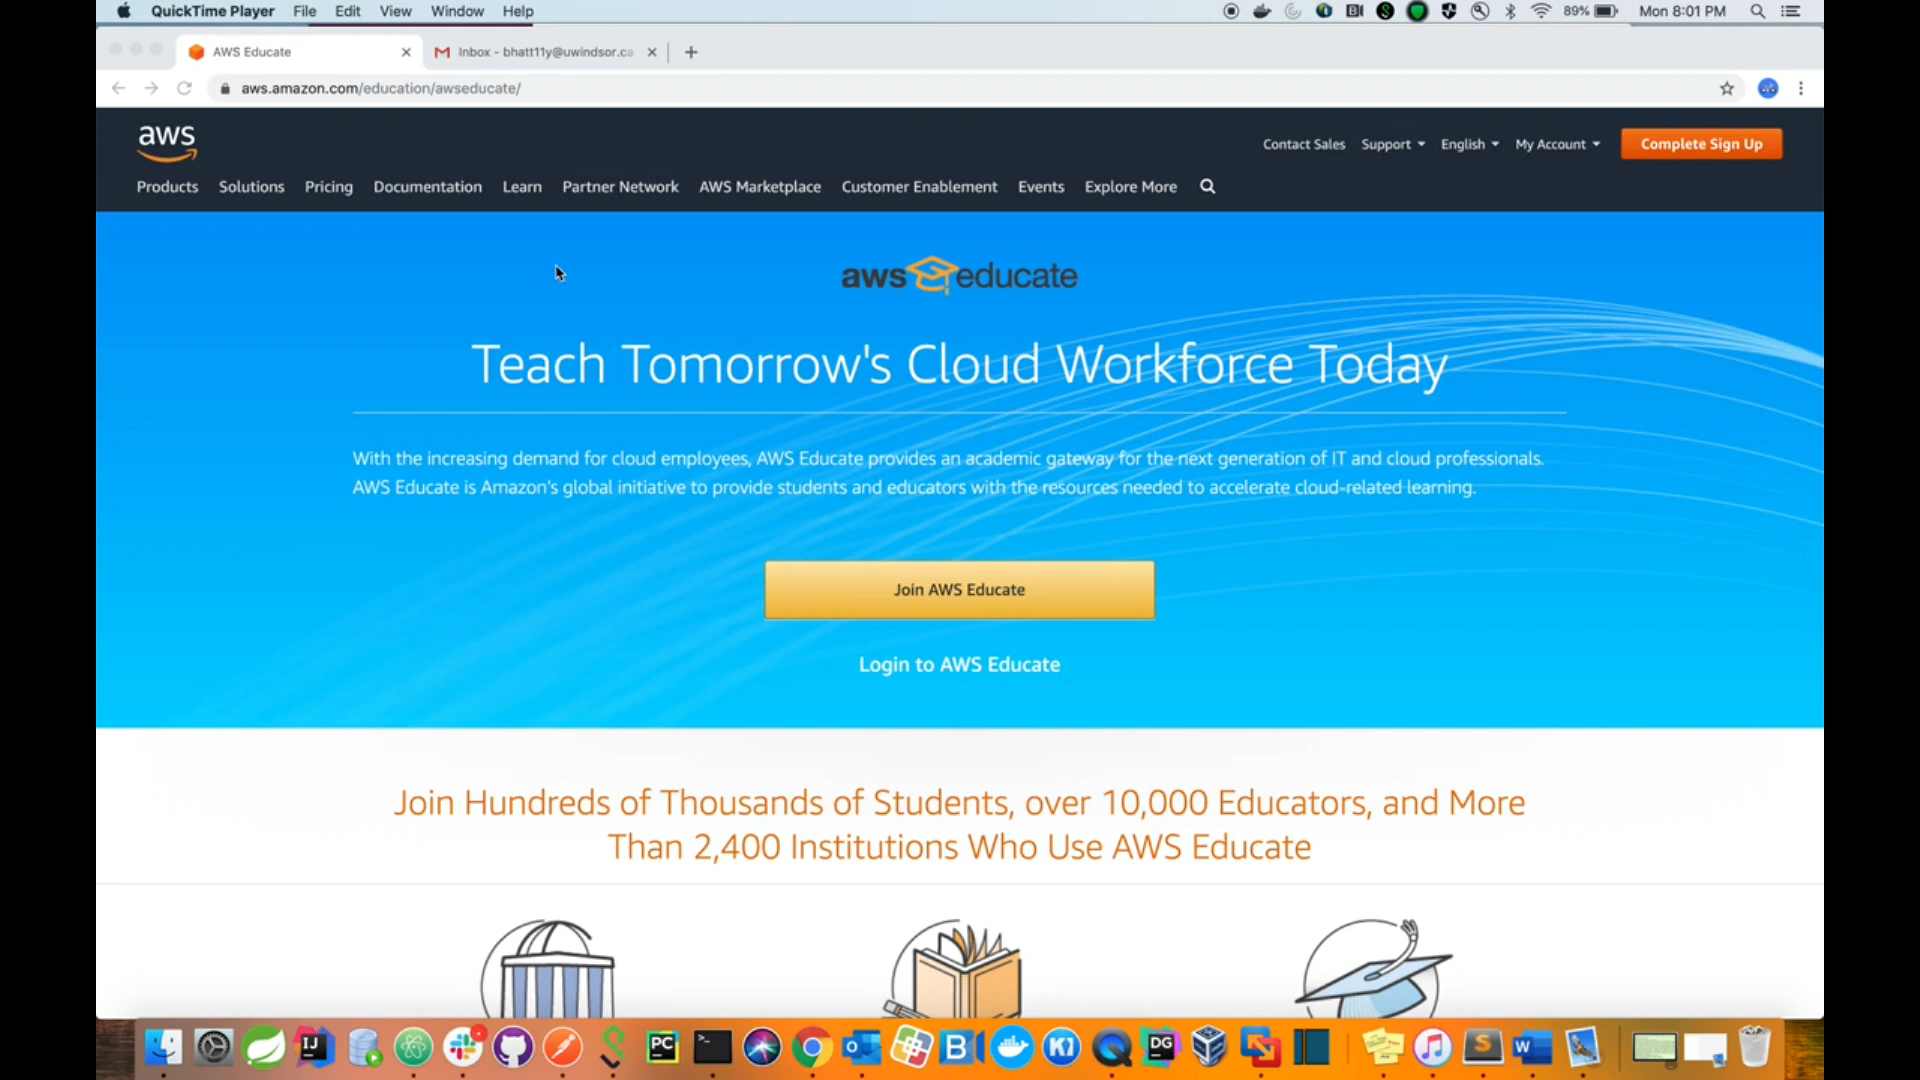 QuickTime Player File Edit View Window Help 89% Mon 8:01 PM
AWS Educate Inbox - bhatt11y@uwindsor.ca
aws.amazon.com/education/awseducate/
aws
Contact Sales Support English My Account Complete Sign Up
Products Solutions Pricing Documentation Learn Partner Network AWS Marketplace Customer Enablement Events Explore More
aws educate
Teach Tomorrow's Cloud Workforce Today
With the increasing demand for cloud employees, AWS Educate provides an academic gateway for the next generation of IT and cloud professionals.
AWS Educate is Amazon's global initiative to provide students and educators with the resources needed to accelerate cloud-related learning.
Join AWS Educate
Login to AWS Educate
Join Hundreds of Thousands of Students, over 10,000 Educators, and More
Than 2,400 Institutions Who Use AWS Educate
IJ PC >_ O B KI DG S W